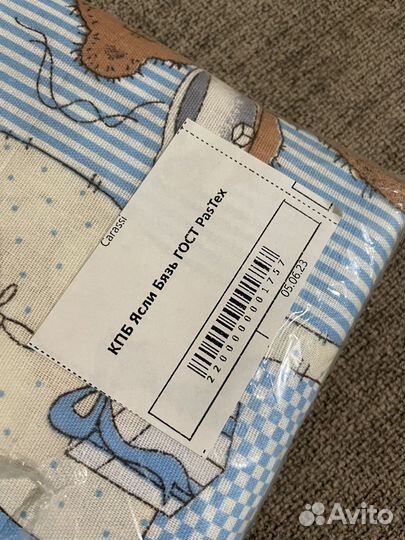 Carassi
КПБ Ясли Бязь ГОСТ PasTex
2200000001757
05.06.23
Avito